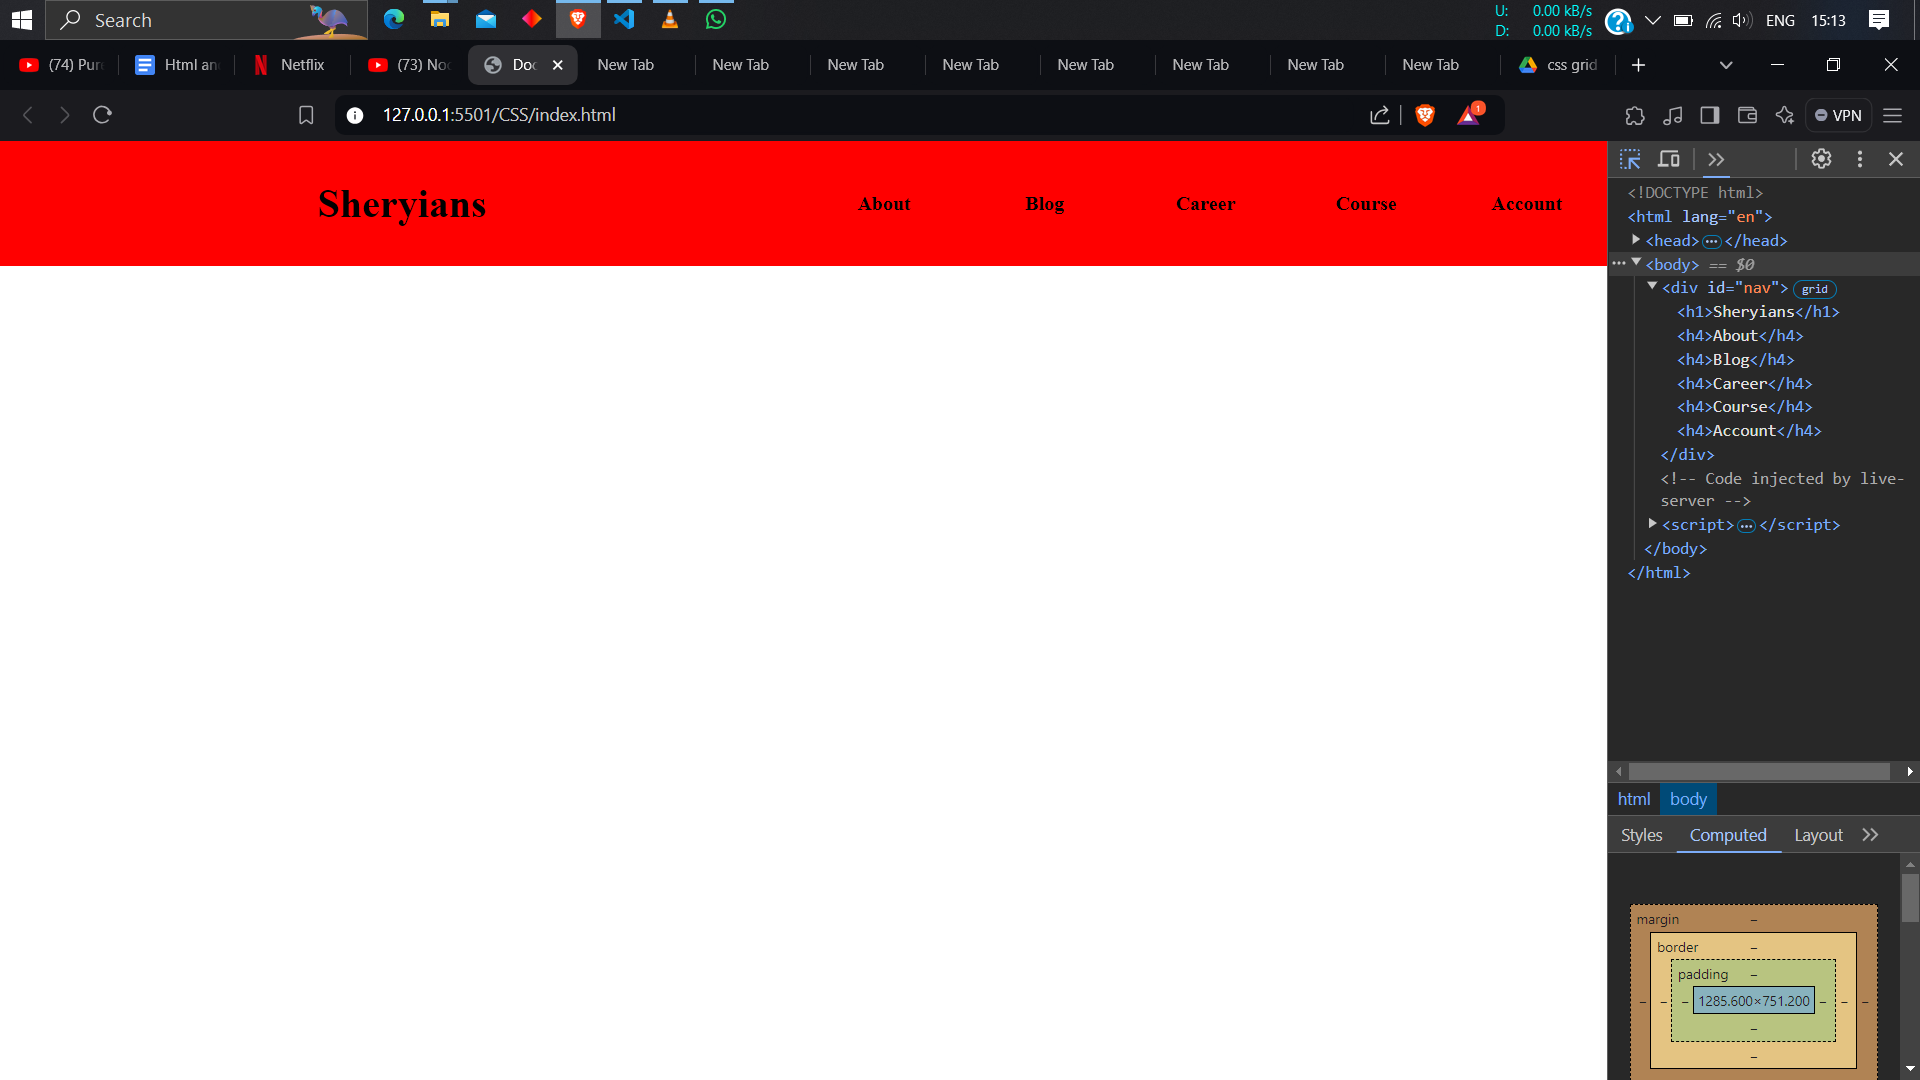 Search
U: 0.00 kB/s
D: 0.00 kB/s
ENG
15:13
(74) Pur
Html an
Netflix
(73) No
Doc
New Tab
New Tab
New Tab
New Tab
New Tab
New Tab
New Tab
New Tab
css grid
127.0.0.1:5501/CSS/index.html
1
VPN
Sheryians
About
Blog
Career
Course
Account
<!DOCTYPE html>
<html lang="en">
<head>…</head>
<body> == $0
<div id="nav"> grid
<h1>Sheryians</h1>
<h4>About</h4>
<h4>Blog</h4>
<h4>Career</h4>
<h4>Course</h4>
<h4>Account</h4>
</div>
<!-- Code injected by live-
server -->
<script>…</script>
</body>
</html>
html body
Styles Computed Layout
margin –
border –
padding –
– – – 1285.600×751.200 – – –
–
–